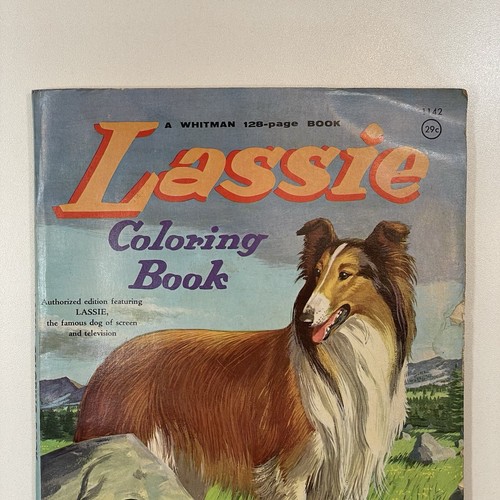 A WHITMAN 128-page BOOK
1142
29c
Lassie
Coloring
Book
Authorized edition featuring
LASSIE,
the famous dog of screen
and television